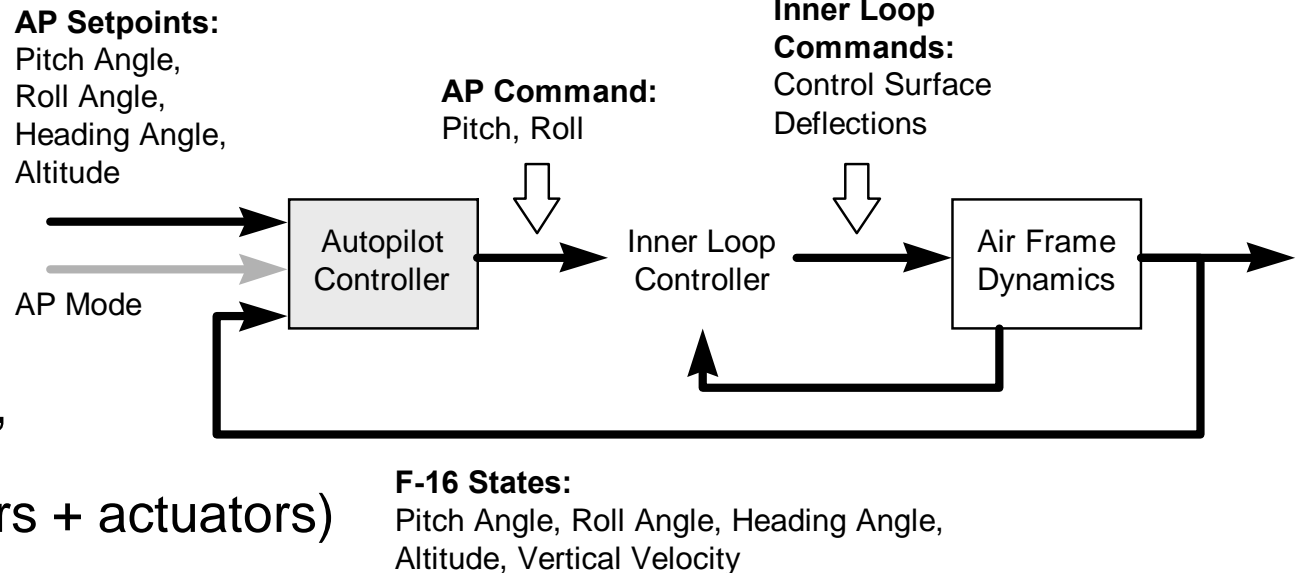 AP Setpoints:
Pitch Angle,
Roll Angle,
Heading Angle,
Altitude
AP Command:
Pitch, Roll
Inner Loop
Commands:
Control Surface
Deflections
AP Mode
Autopilot
Controller
Inner Loop
Controller
Air Frame
Dynamics
,
rs + actuators)
F-16 States:
Pitch Angle, Roll Angle, Heading Angle,
Altitude, Vertical Velocity